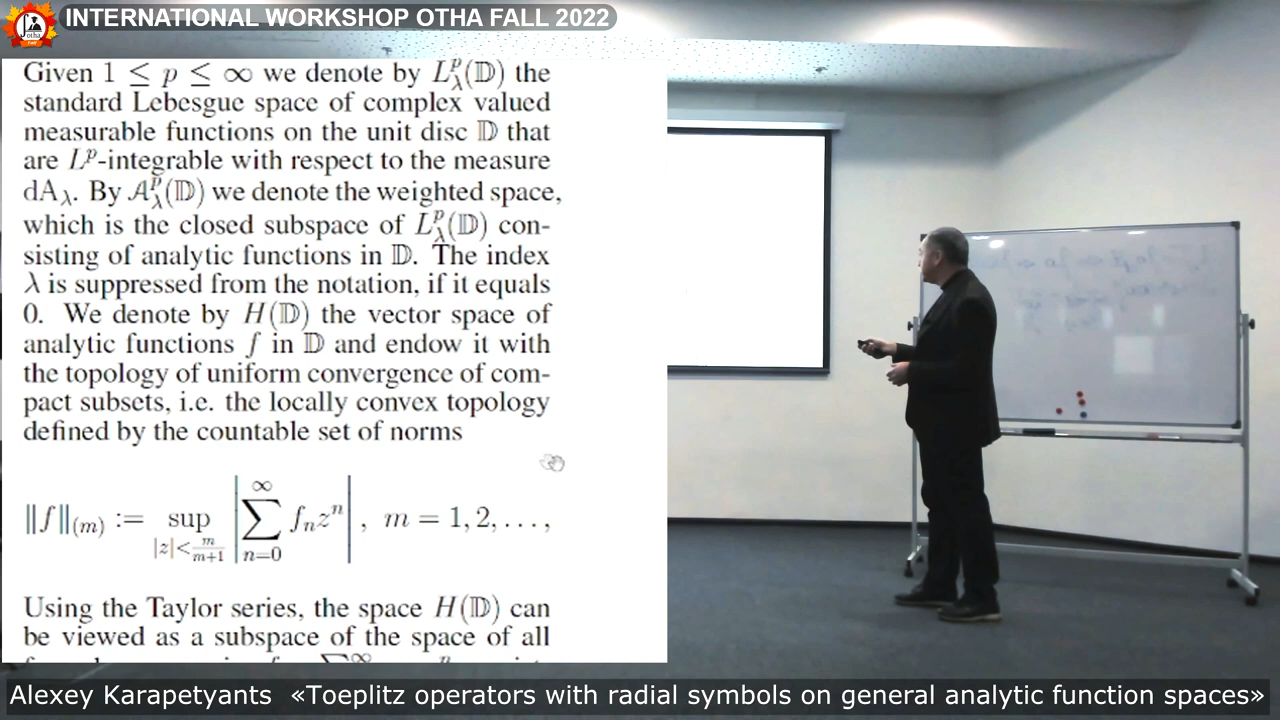 INTERNATIONAL WORKSHOP OTHA FALL 2022
otha
Given 1 ≤ p ≤ ∞ we denote by L^p_λ(𝔻) the
standard Lebesgue space of complex valued
measurable functions on the unit disc 𝔻 that
are L^p-integrable with respect to the measure
dA_λ. By 𝒜^p_λ(𝔻) we denote the weighted space,
which is the closed subspace of L^p_λ(𝔻) con-
sisting of analytic functions in 𝔻. The index
λ is suppressed from the notation, if it equals
0. We denote by H(𝔻) the vector space of
analytic functions f in 𝔻 and endow it with
the topology of uniform convergence of com-
pact subsets, i.e. the locally convex topology
defined by the countable set of norms
‖f‖_(m) := sup_{|z|<m/(m+1)} |∑_{n=0}^∞ f_n z^n| , m = 1, 2, . . . ,
Using the Taylor series, the space H(𝔻) can
be viewed as a subspace of the space of all
Alexey Karapetyants «Toeplitz operators with radial symbols on general analytic function spaces»